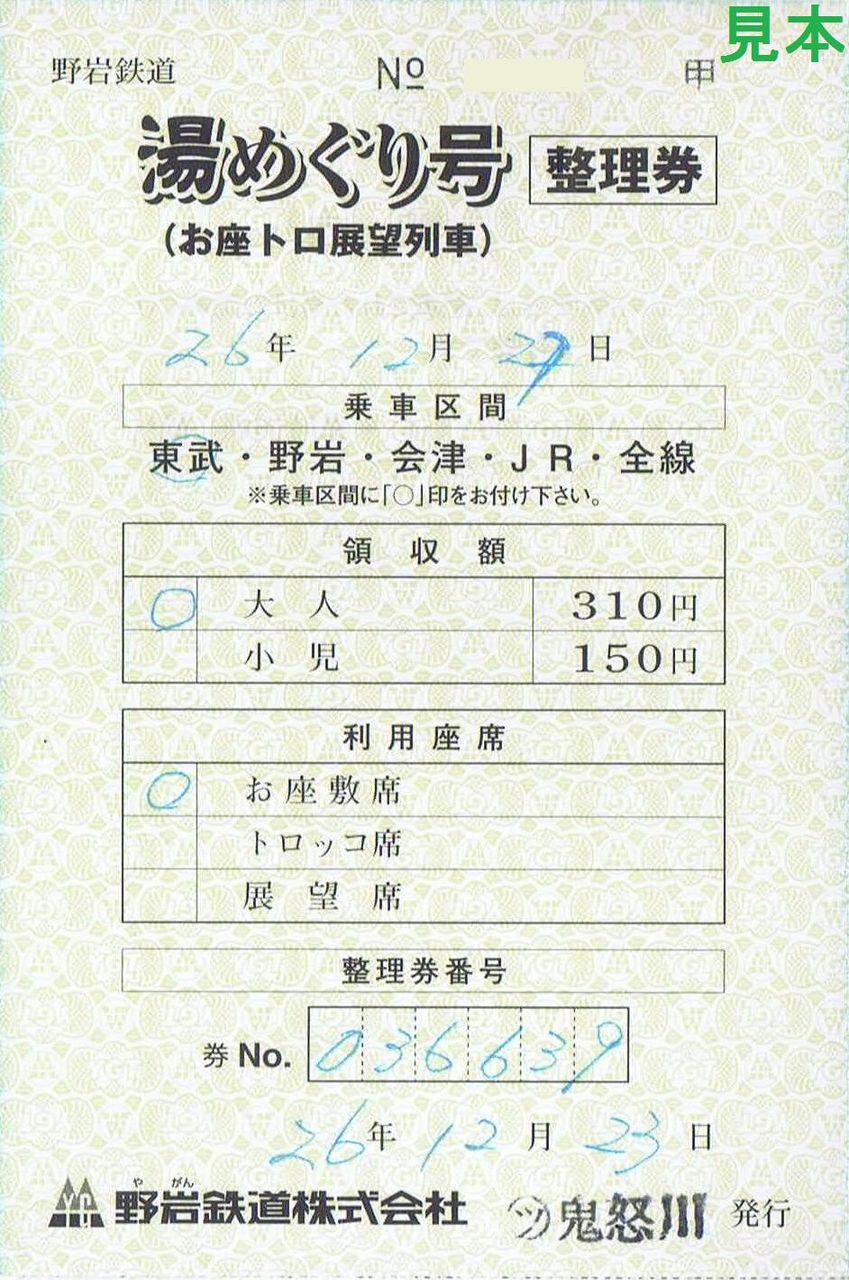 見本
野岩鉄道 No 甲
湯めぐり号 整理券
(お座トロ展望列車)
26年 12月 27日
乗車区間
東武・野岩・会津・JR・全線
※乗車区間に「○」印をお付け下さい。
領収額
○ 大人 310円
小児 150円
利用座席
○ お座敷席
トロッコ席
展望席
整理券番号
券No. 036639
26年 12月 23日
や がん
野岩鉄道株式会社 ㋡鬼怒川 発行